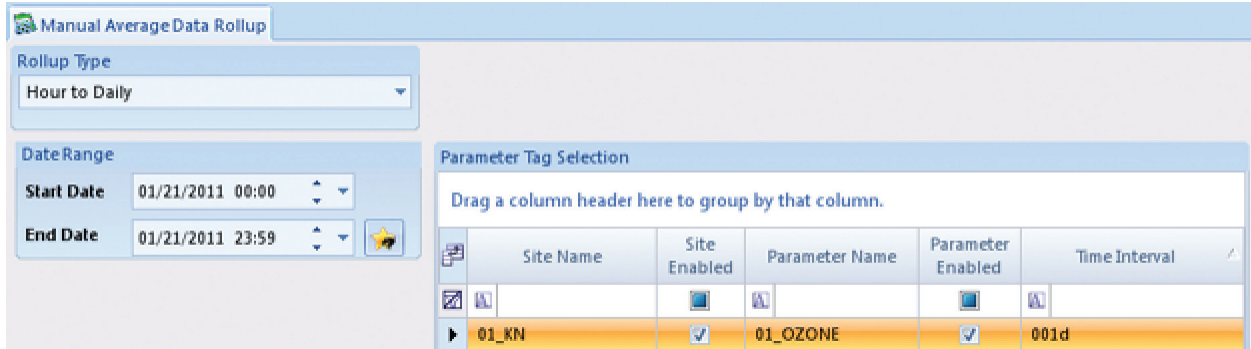 Manual Average Data Rollup
Rollup Type
Hour to Daily
Date Range
Start Date 01/21/2011 00:00
End Date 01/21/2011 23:59
Parameter Tag Selection
Drag a column header here to group by that column.
Site Name Site Enabled Parameter Name Parameter Enabled Time Interval
01_KN 01_OZONE 001d